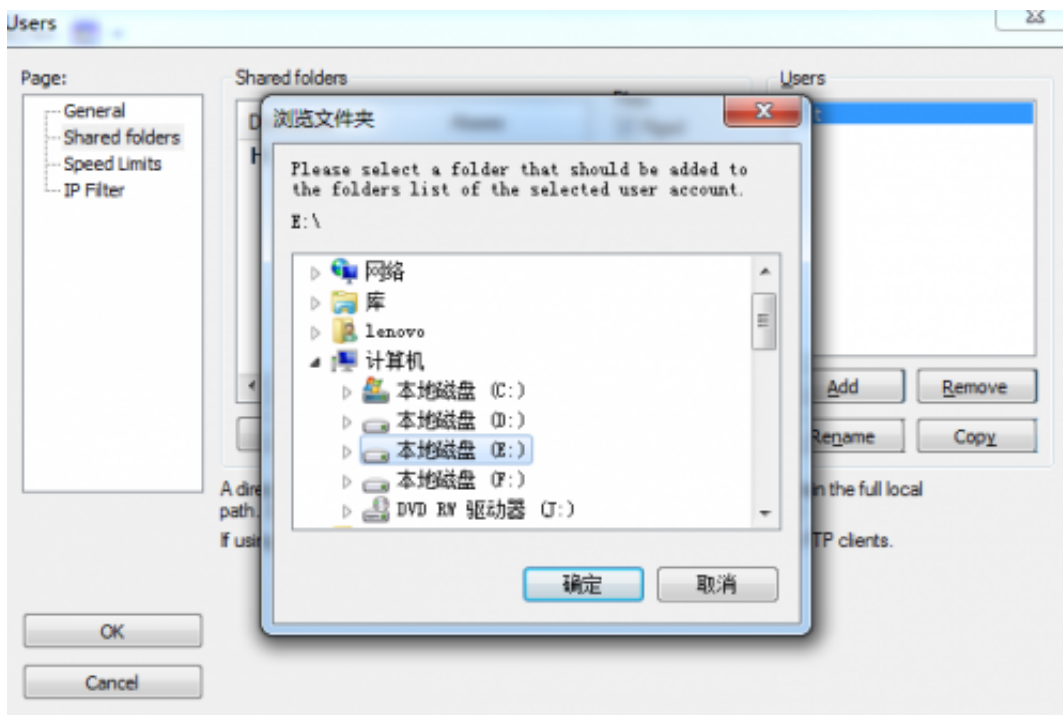 Users
Page:
General
Shared folders
Speed Limits
IP Filter
Shared folders
Users
浏览文件夹
Please select a folder that should be added to
the folders list of the selected user account.
E:\
网络
库
lenovo
计算机
本地磁盘 (C:)
本地磁盘 (D:)
本地磁盘 (E:)
本地磁盘 (F:)
DVD RW 驱动器 (J:)
确定
取消
Add
Remove
Rename
Copy
A dire
in the full local
path.
If usin
TP clients.
OK
Cancel